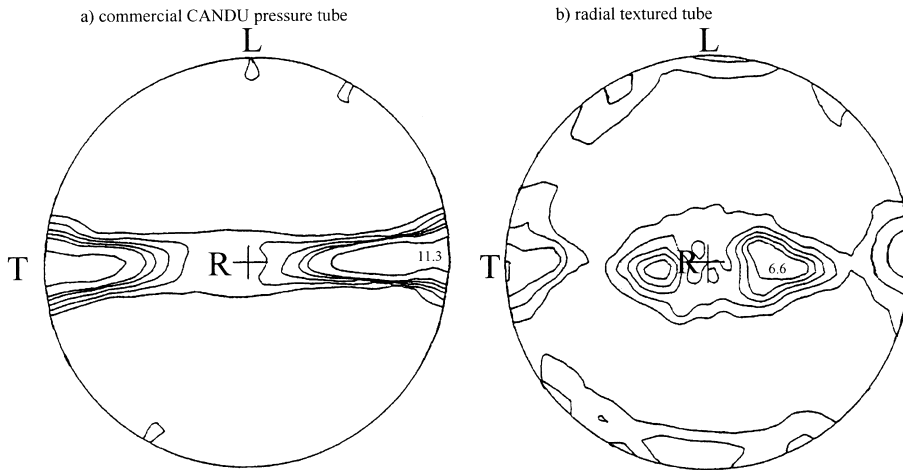 a) commercial CANDU pressure tube
b) radial textured tube
L
L
T
R
11.3
T
R
6.6